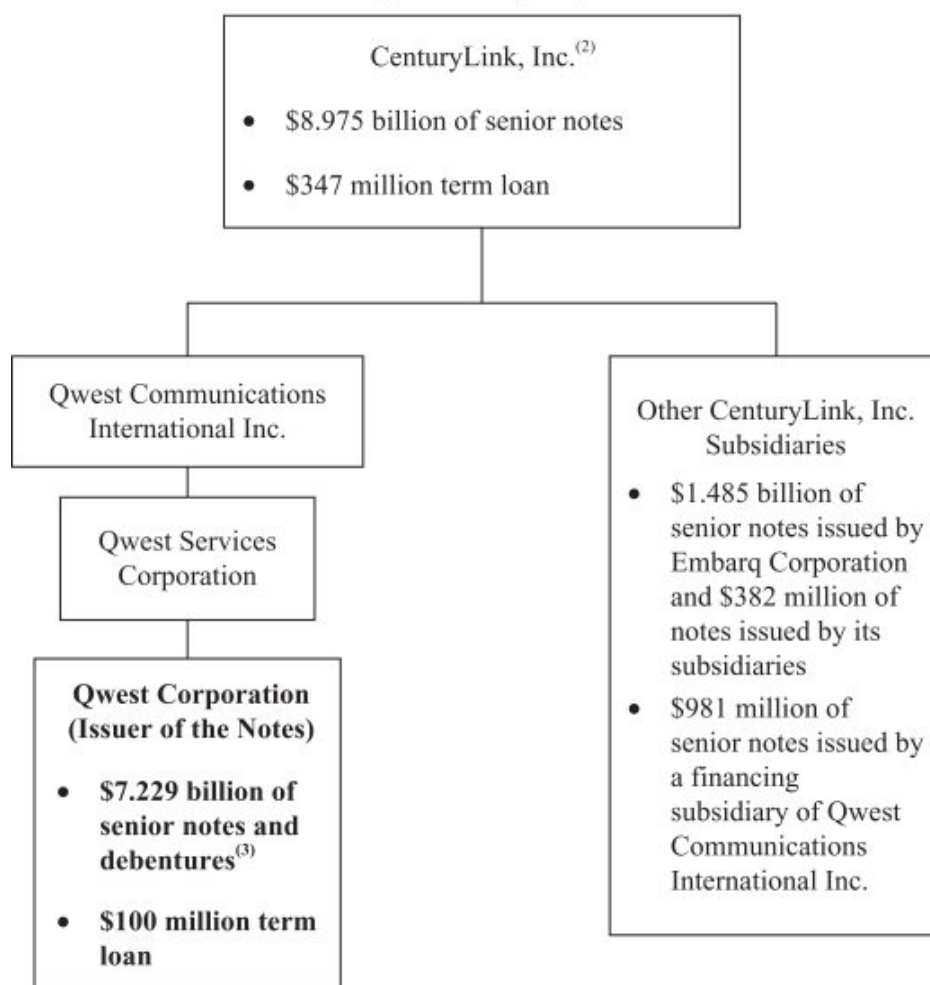 CenturyLink, Inc.(2)
• $8.975 billion of senior notes
• $347 million term loan
Qwest Communications
International Inc.
Qwest Services
Corporation
Qwest Corporation
(Issuer of the Notes)
• $7.229 billion of
senior notes and
debentures(3)
• $100 million term
loan
Other CenturyLink, Inc.
Subsidiaries
• $1.485 billion of
senior notes issued by
Embarq Corporation
and $382 million of
notes issued by its
subsidiaries
• $981 million of
senior notes issued by
a financing
subsidiary of Qwest
Communications
International Inc.